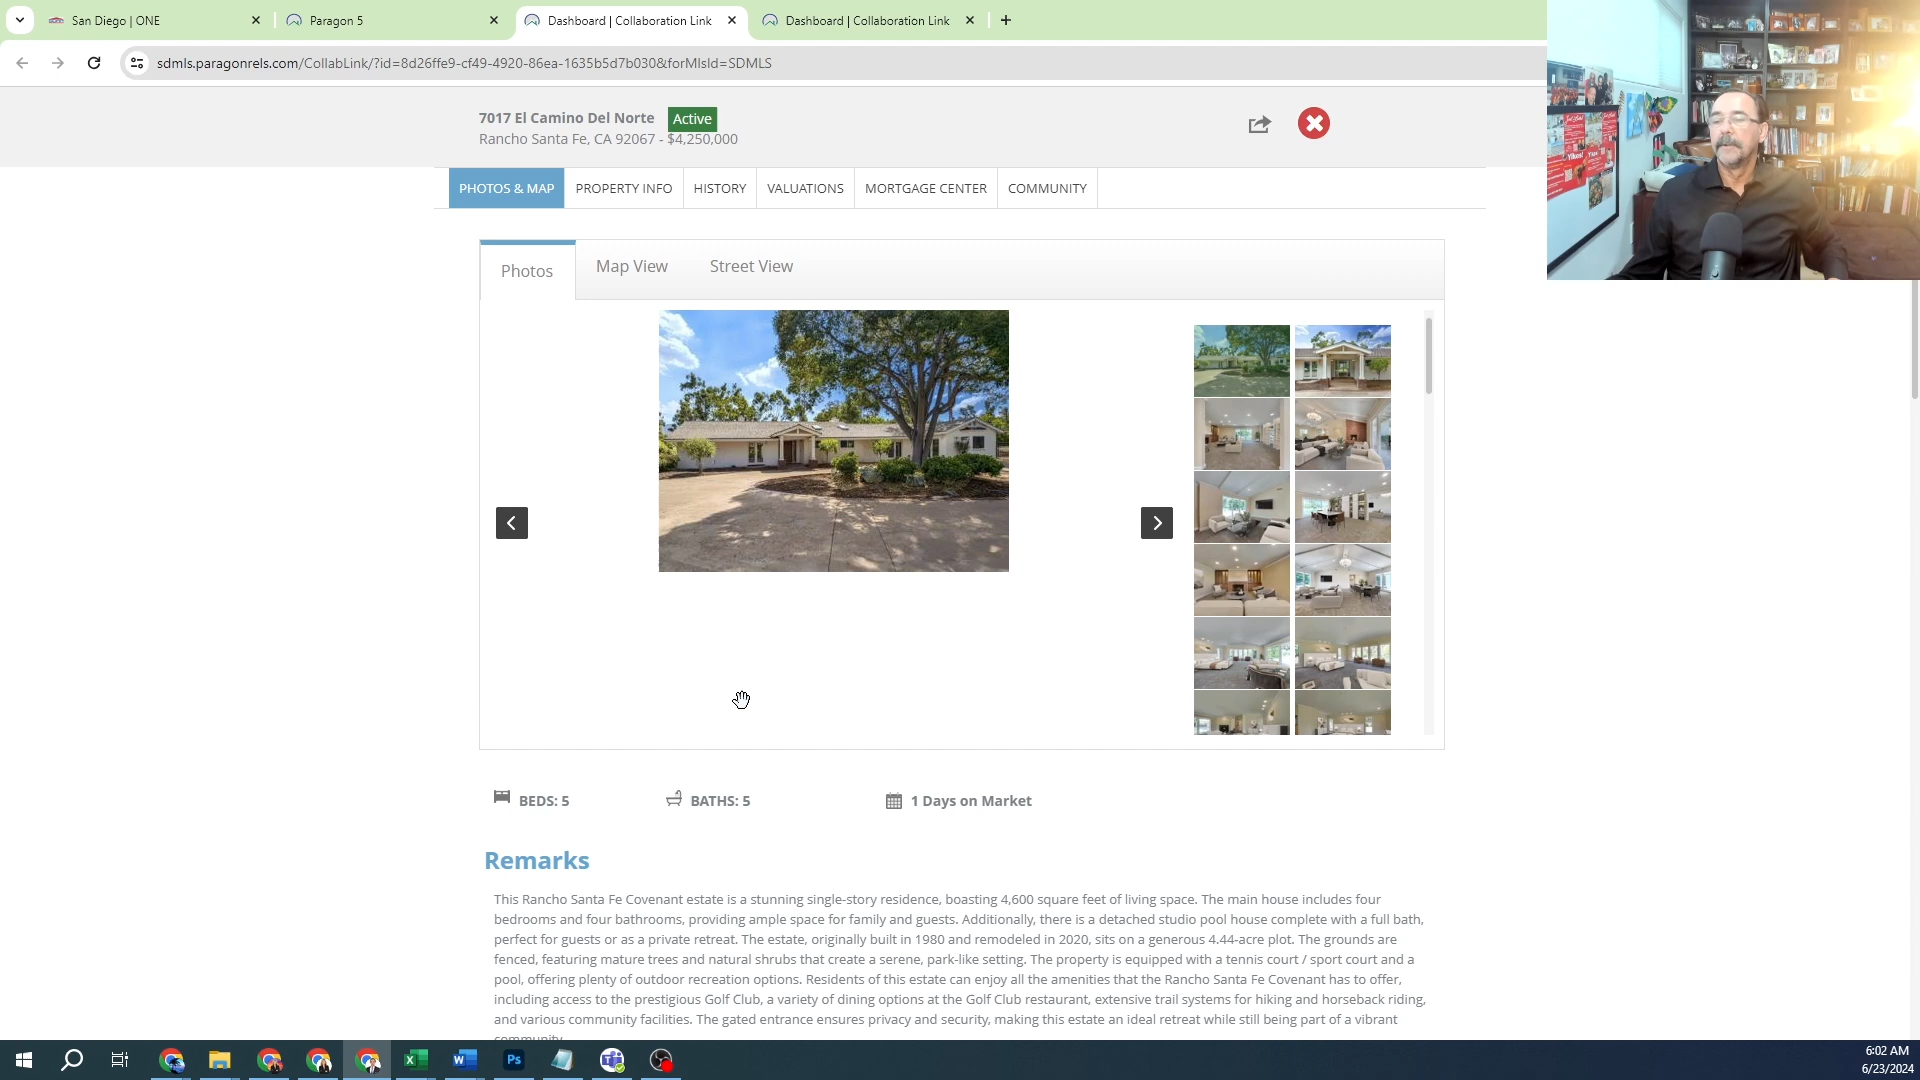 San Diego | ONE
Paragon 5
Dashboard | Collaboration Link
Dashboard | Collaboration Link
sdmls.paragonrels.com/CollabLink/?id=8d26ffe9-cf49-4920-86ea-1635b5d7b030&forMlsId=SDMLS
7017 El Camino Del Norte Active
Rancho Santa Fe, CA 92067 - $4,250,000
PHOTOS & MAP PROPERTY INFO HISTORY VALUATIONS MORTGAGE CENTER COMMUNITY
Photos Map View Street View
BEDS: 5 BATHS: 5 1 Days on Market
Remarks
This Rancho Santa Fe Covenant estate is a stunning single-story residence, boasting 4,600 square feet of living space. The main house includes four
bedrooms and four bathrooms, providing ample space for family and guests. Additionally, there is a detached studio pool house complete with a full bath,
perfect for guests or as a private retreat. The estate, originally built in 1980 and remodeled in 2020, sits on a generous 4.44-acre plot. The grounds are
fenced, featuring mature trees and natural shrubs that create a serene, park-like setting. The property is equipped with a tennis court / sport court and a
pool, offering plenty of outdoor recreation options. Residents of this estate can enjoy all the amenities that the Rancho Santa Fe Covenant has to offer,
including access to the prestigious Golf Club, a variety of dining options at the Golf Club restaurant, extensive trail systems for hiking and horseback riding,
and various community facilities. The gated entrance ensures privacy and security, making this estate an ideal retreat while still being part of a vibrant
community.
Ps
6:02 AM
6/23/2024